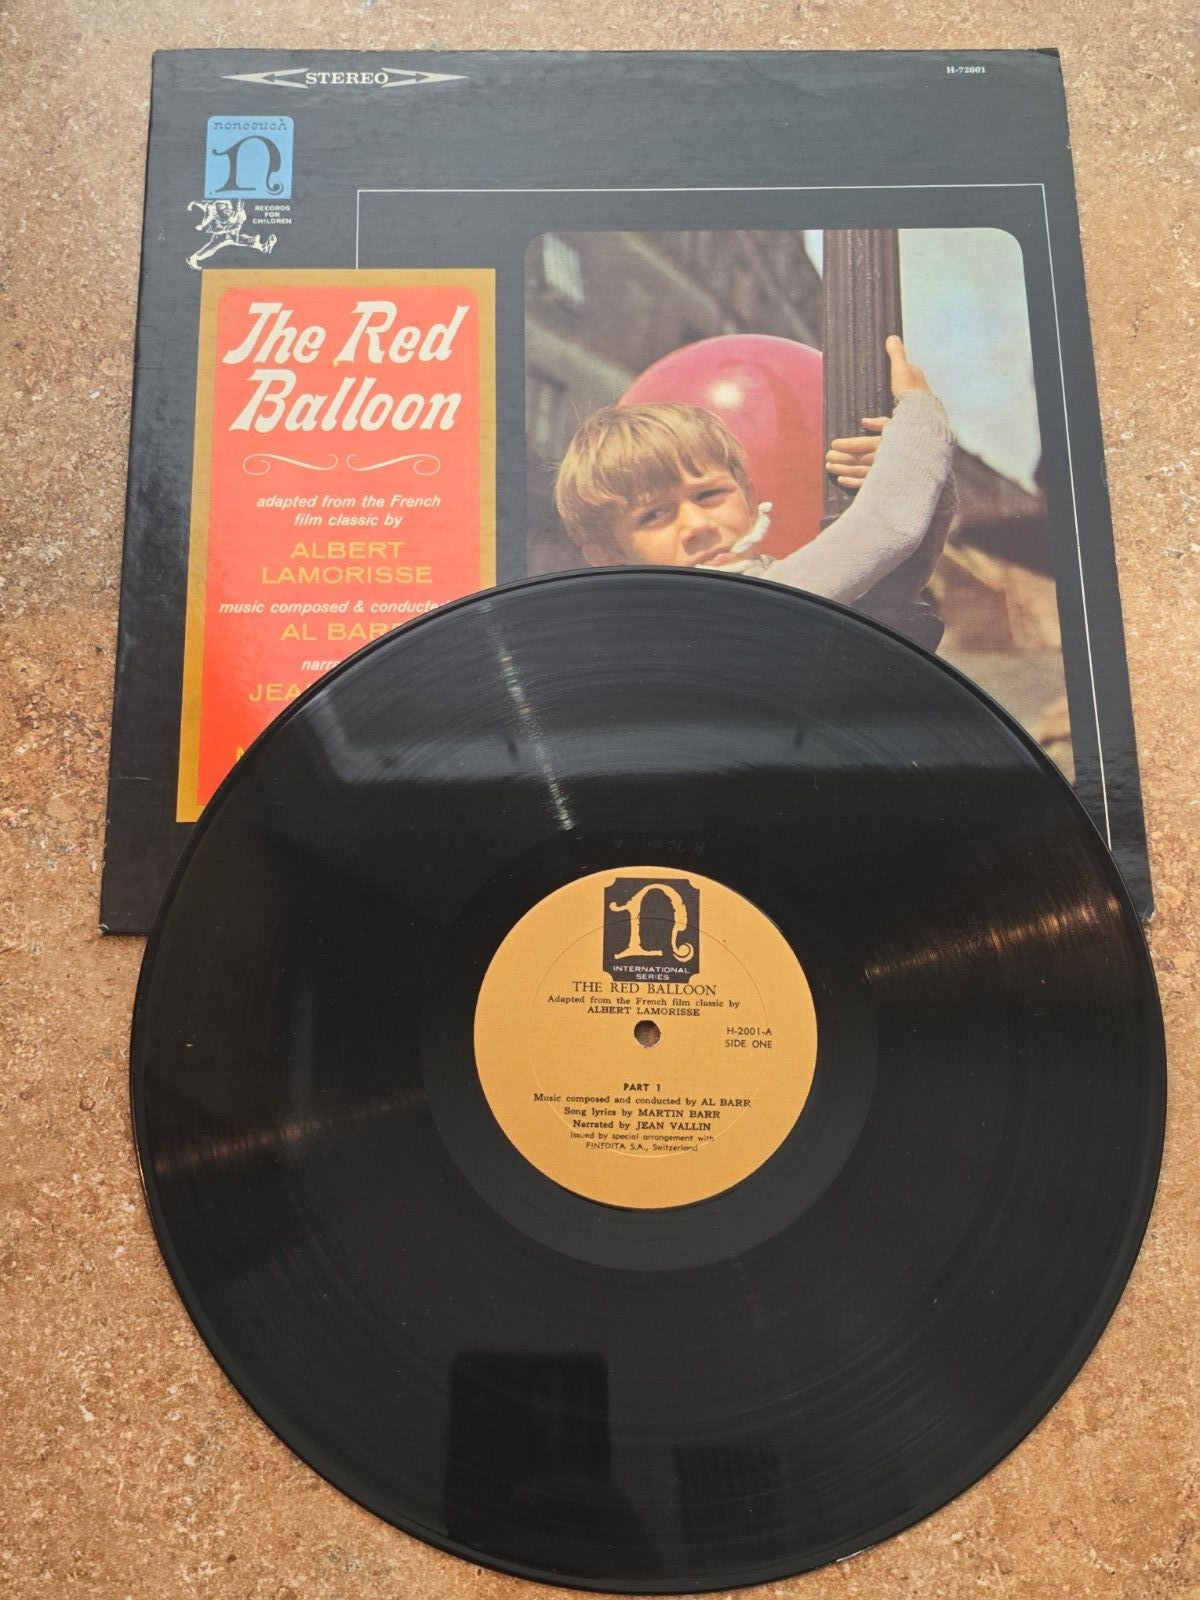 STEREO
H-72001
nonesuch
n
RECORDS
FOR
CHILDREN
The Red
Balloon
adapted from the French
film classic by
ALBERT
LAMORISSE
music composed &
AL
n
INTERNATIONAL
SERIES
THE RED BALLOON
Adapted from the French film classic by
ALBERT LAMORISSE
H-2001-A
SIDE ONE
PART 1
Music composed and conducted by AL BARR
Song lyrics by MARTIN BARR
Narrated by JEAN VALLIN
Issued by special arrangement with
FINEDITA S.A., Switzerland